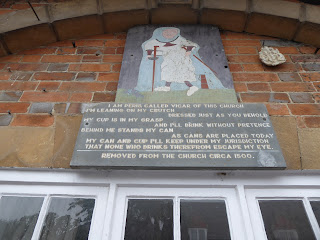 I AM PERIS CALLED VICAR OF THIS CHURCH
I'M LEANING ON MY CRUTCH
DRESSED JUST AS YOU BEHOLD
MY CUP IS IN MY GRASP
AND I'LL DRINK WITHOUT PRETENCE
BEHIND ME STANDS MY CAN
AS CANS ARE PLACED TODAY
MY CAN AND CUP I'LL KEEP UNDER MY JURISDICTION
THAT NONE WHO DRINKS THEREFROM ESCAPE MY EYE.
REMOVED FROM THE CHURCH CIRCA 1800.